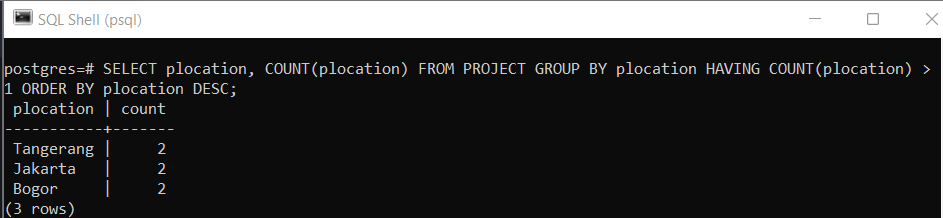 SQL Shell (psql)
postgres=# SELECT plocation, COUNT(plocation) FROM PROJECT GROUP BY plocation HAVING COUNT(plocation) >
1 ORDER BY plocation DESC;
 plocation | count
-----------+-------
 Tangerang |     2
 Jakarta   |     2
 Bogor     |     2
(3 rows)